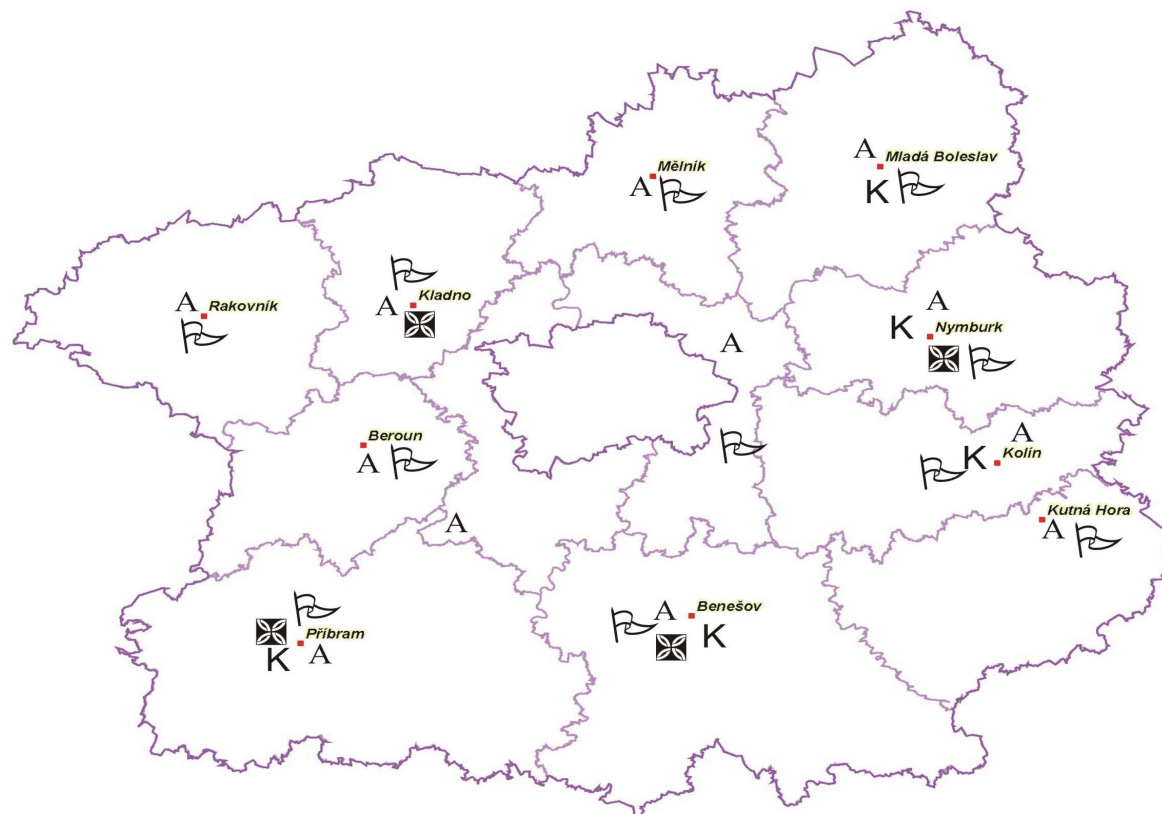 A
Mladá Boleslav
K
Mělník
A
A
Rakovník
A
Kladno
A
K
Nymburk
A
Beroun
A
A
K
Kolín
Kutná Hora
A
A
Příbram
K
A
A
Benešov
K